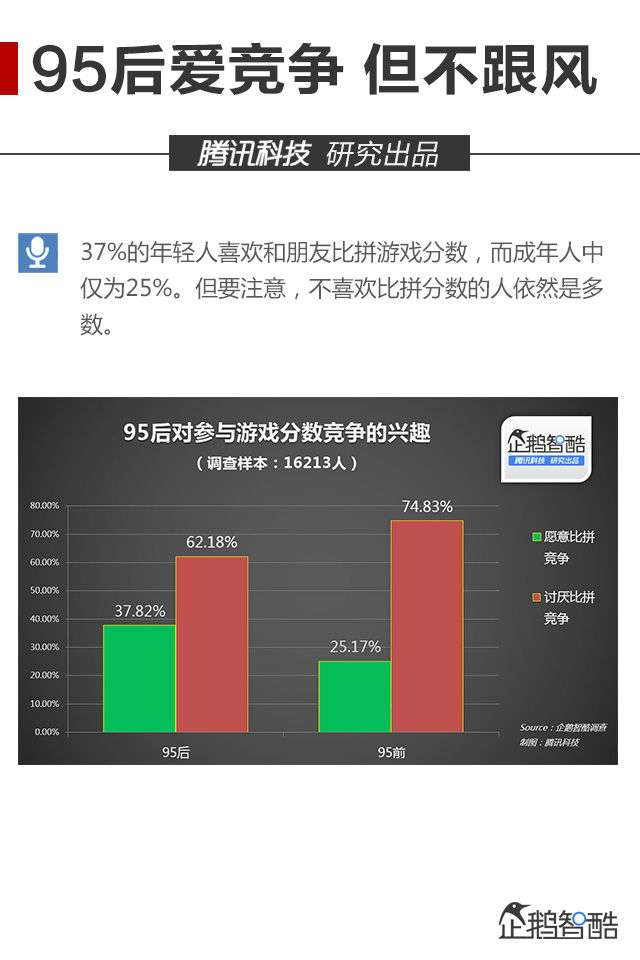 95后爱竞争 但不跟风
腾讯科技 研究出品
37%的年轻人喜欢和朋友比拼游戏分数，而成年人中
仅为25%。但要注意，不喜欢比拼分数的人依然是多
数。
95后对参与游戏分数竞争的兴趣
（调查样本：16213人）
企鹅智酷
腾讯科技 研究出品
80.00%
70.00%
60.00%
50.00%
40.00%
30.00%
20.00%
10.00%
0.00%
37.82%
62.18%
25.17%
74.83%
95后
95前
愿意比拼
竞争
讨厌比拼
竞争
Source：企鹅智酷调查
制图：腾讯科技
企鹅智酷